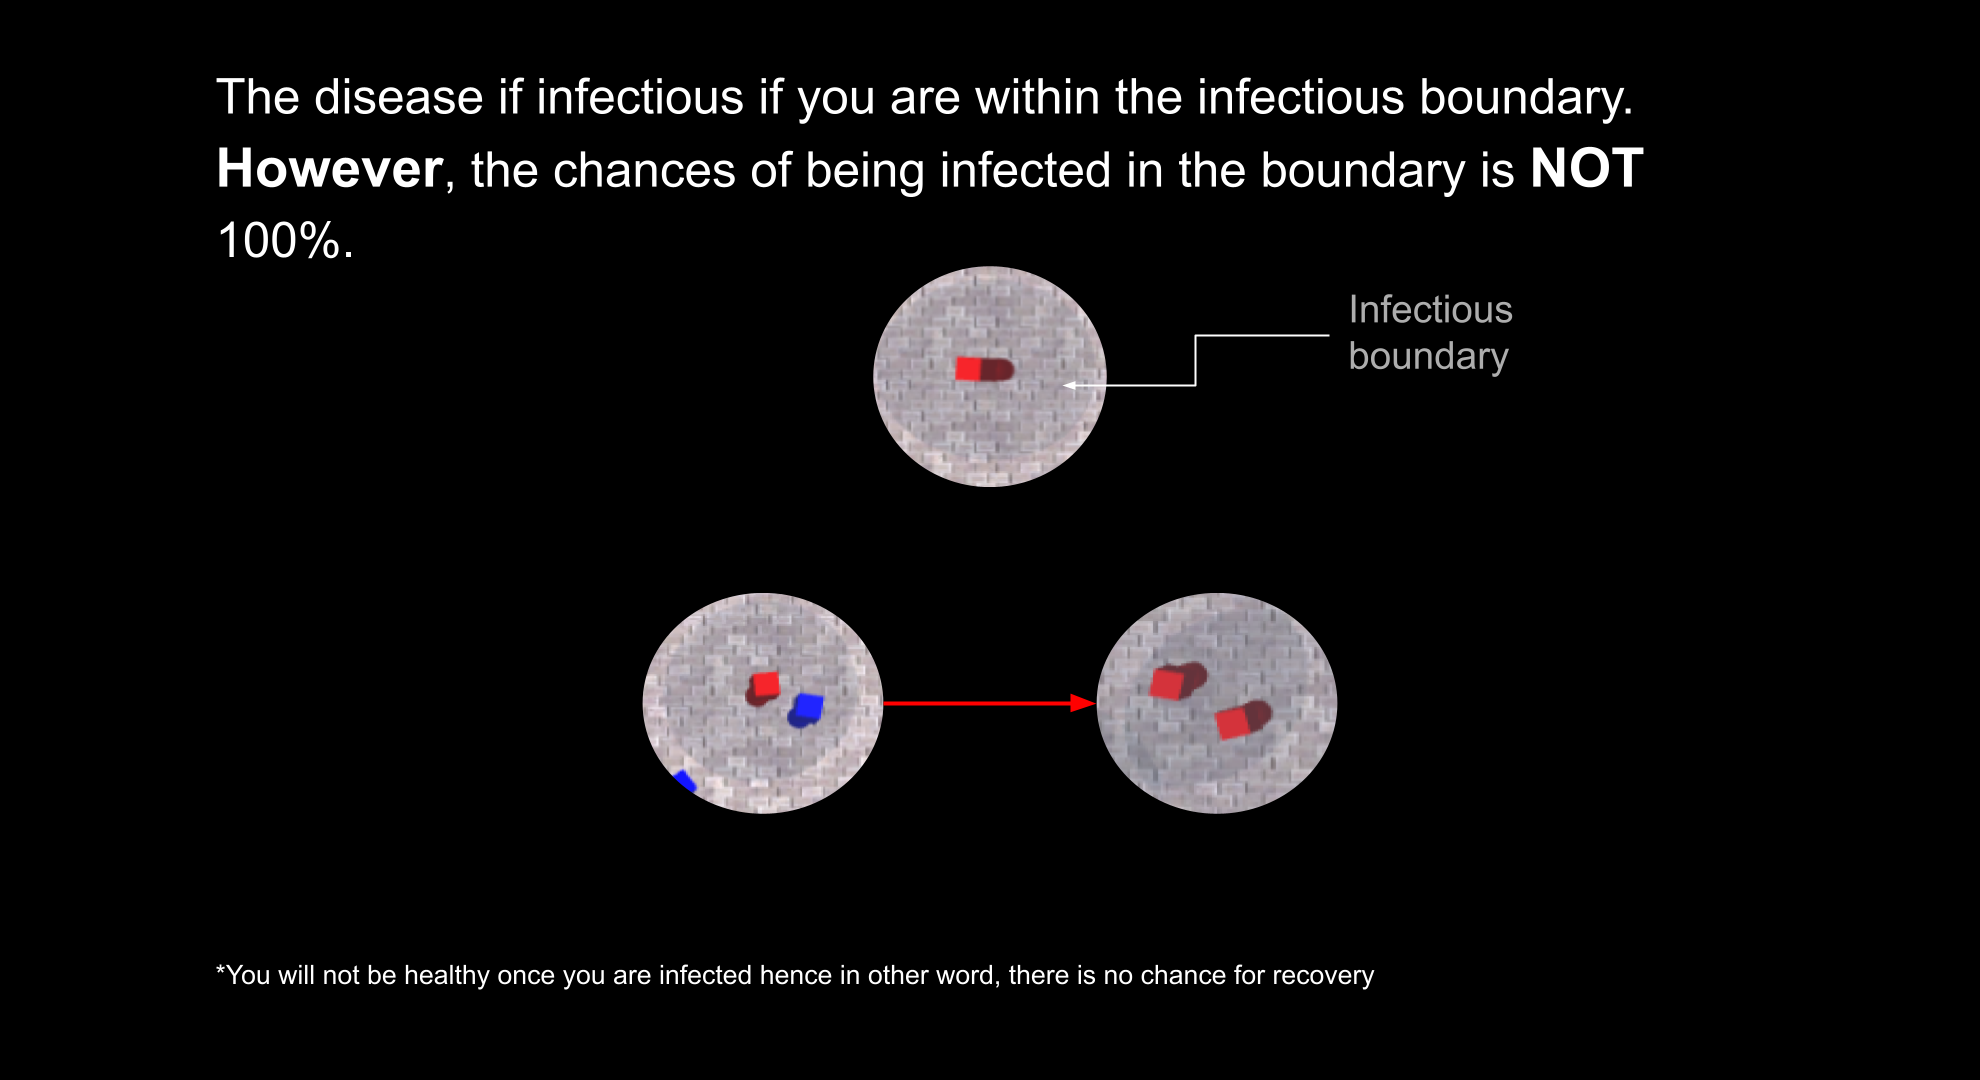 The disease if infectious if you are within the infectious boundary.
However, the chances of being infected in the boundary is NOT
100%.
Infectious
boundary
*You will not be healthy once you are infected hence in other word, there is no chance for recovery